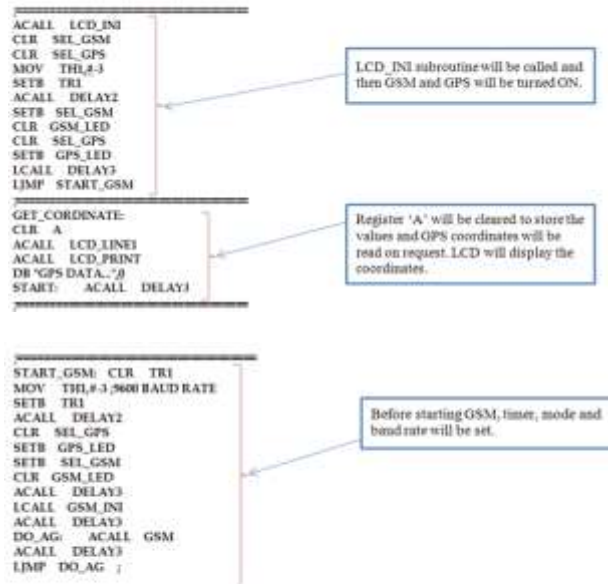 ;==================================
ACALL LCD_INI
CLR SEL_GSM
CLR SEL_GPS
MOV TH1,#-3
SETB TR1
ACALL DELAY2
SETB SEL_GSM
CLR GSM_LED
CLR SEL_GPS
SETB GPS_LED
LCALL DELAY3
LJMP START_GSM
;==================================
GET_CORDINATE:
CLR A
ACALL LCD_LINE1
ACALL LCD_PRINT
DB "GPS DATA...",0
START: ACALL DELAY3
;==================================
LCD_INI subroutine will be called and
then GSM and GPS will be turned ON.
Register 'A' will be cleared to store the
values and GPS coordinates will be
read on request. LCD will display the
coordinates.
;==================================
START_GSM: CLR TR1
MOV TH1,#-3 ;9600 BAUD RATE
SETB TR1
ACALL DELAY2
CLR SEL_GPS
SETB GPS_LED
SETB SEL_GSM
CLR GSM_LED
ACALL DELAY3
LCALL GSM_INI
ACALL DELAY3
DO_AG: ACALL GSM
ACALL DELAY3
LJMP DO_AG ;
Before starting GSM, timer, mode and
baud rate will be set.